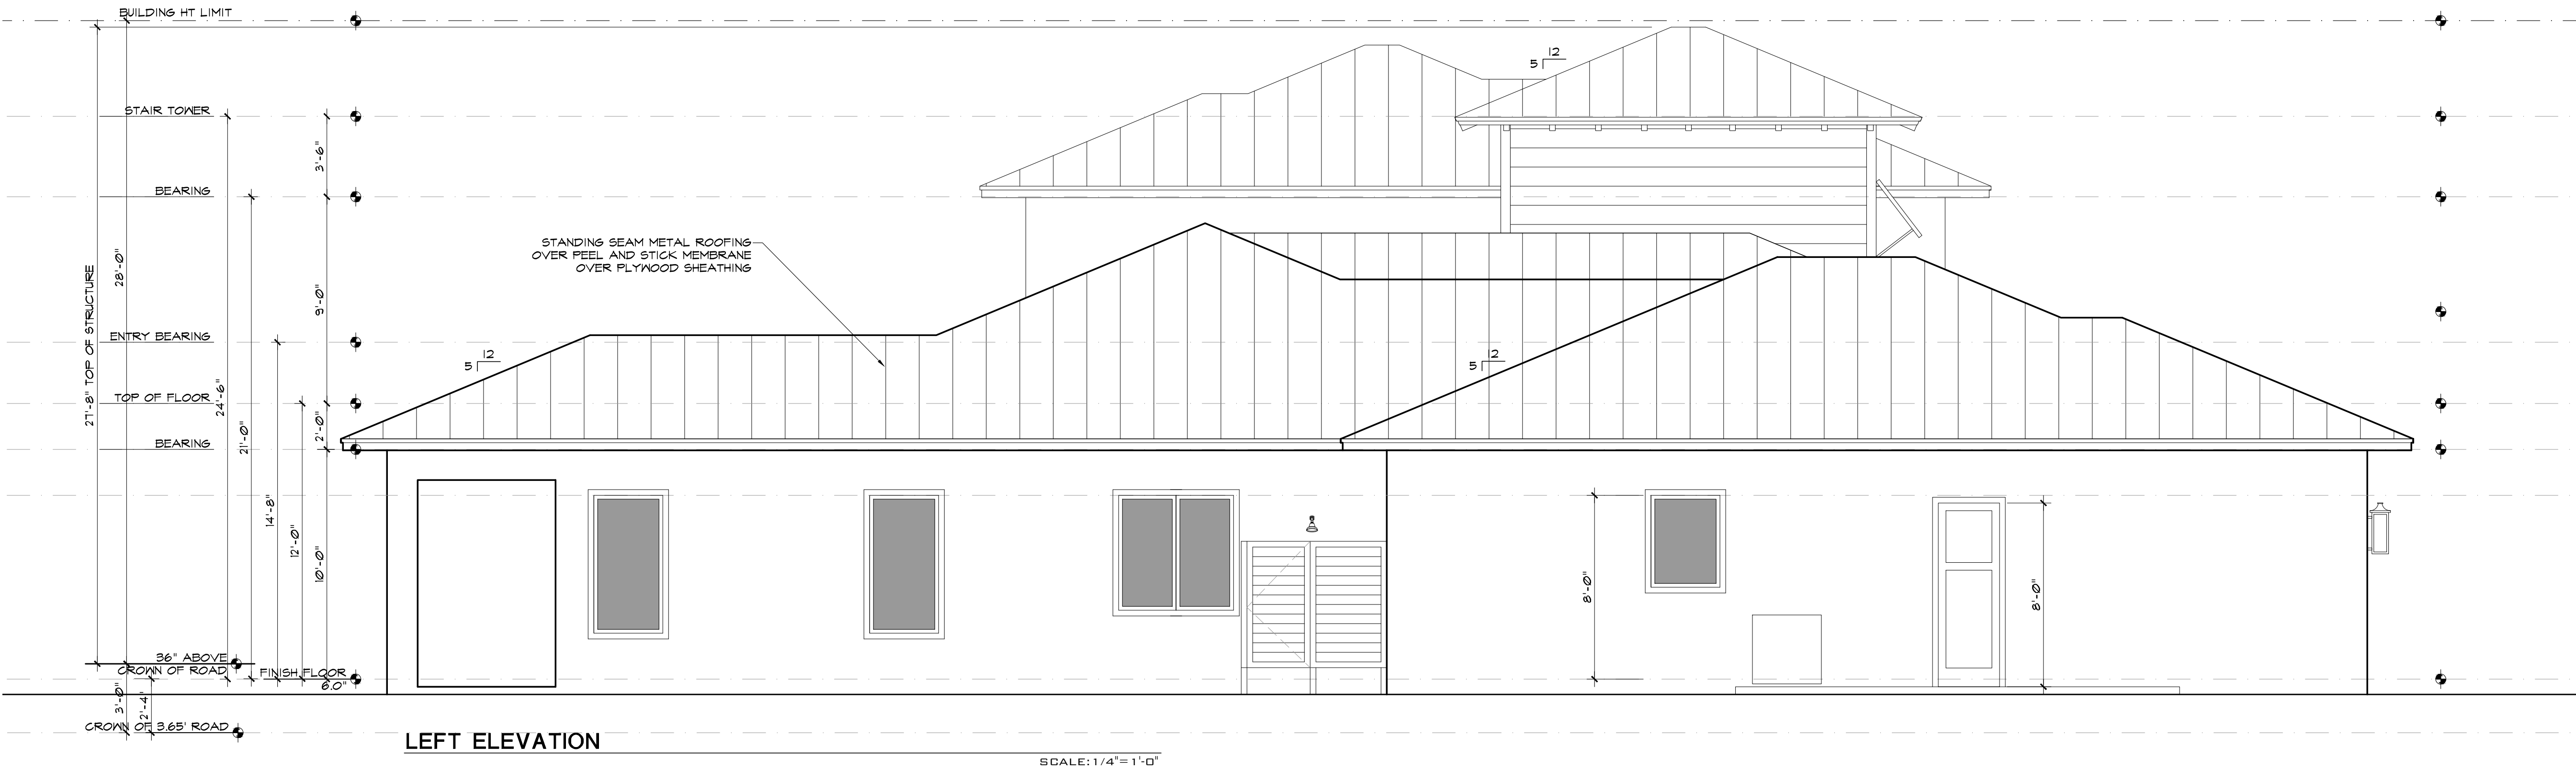 BUILDING HT LIMIT
12
5
STAIR TOWER
3'-6"
BEARING
STANDING SEAM METAL ROOFING
OVER PEEL AND STICK MEMBRANE
OVER PLYWOOD SHEATHING
28'-0"
27'-8" TOP OF STRUCTURE
9'-0"
ENTRY BEARING
12
5
12
5
TOP OF FLOOR
24'-6"
2'-0"
21'-0"
BEARING
14'-8"
12'-0"
10'-0"
8'-0"
8'-0"
36" ABOVE
CROWN OF ROAD
FINISH FLOOR
6.0"
3'-0"
2'-4"
CROWN OF 3.65' ROAD
LEFT ELEVATION
SCALE:1/4"=1'-0"